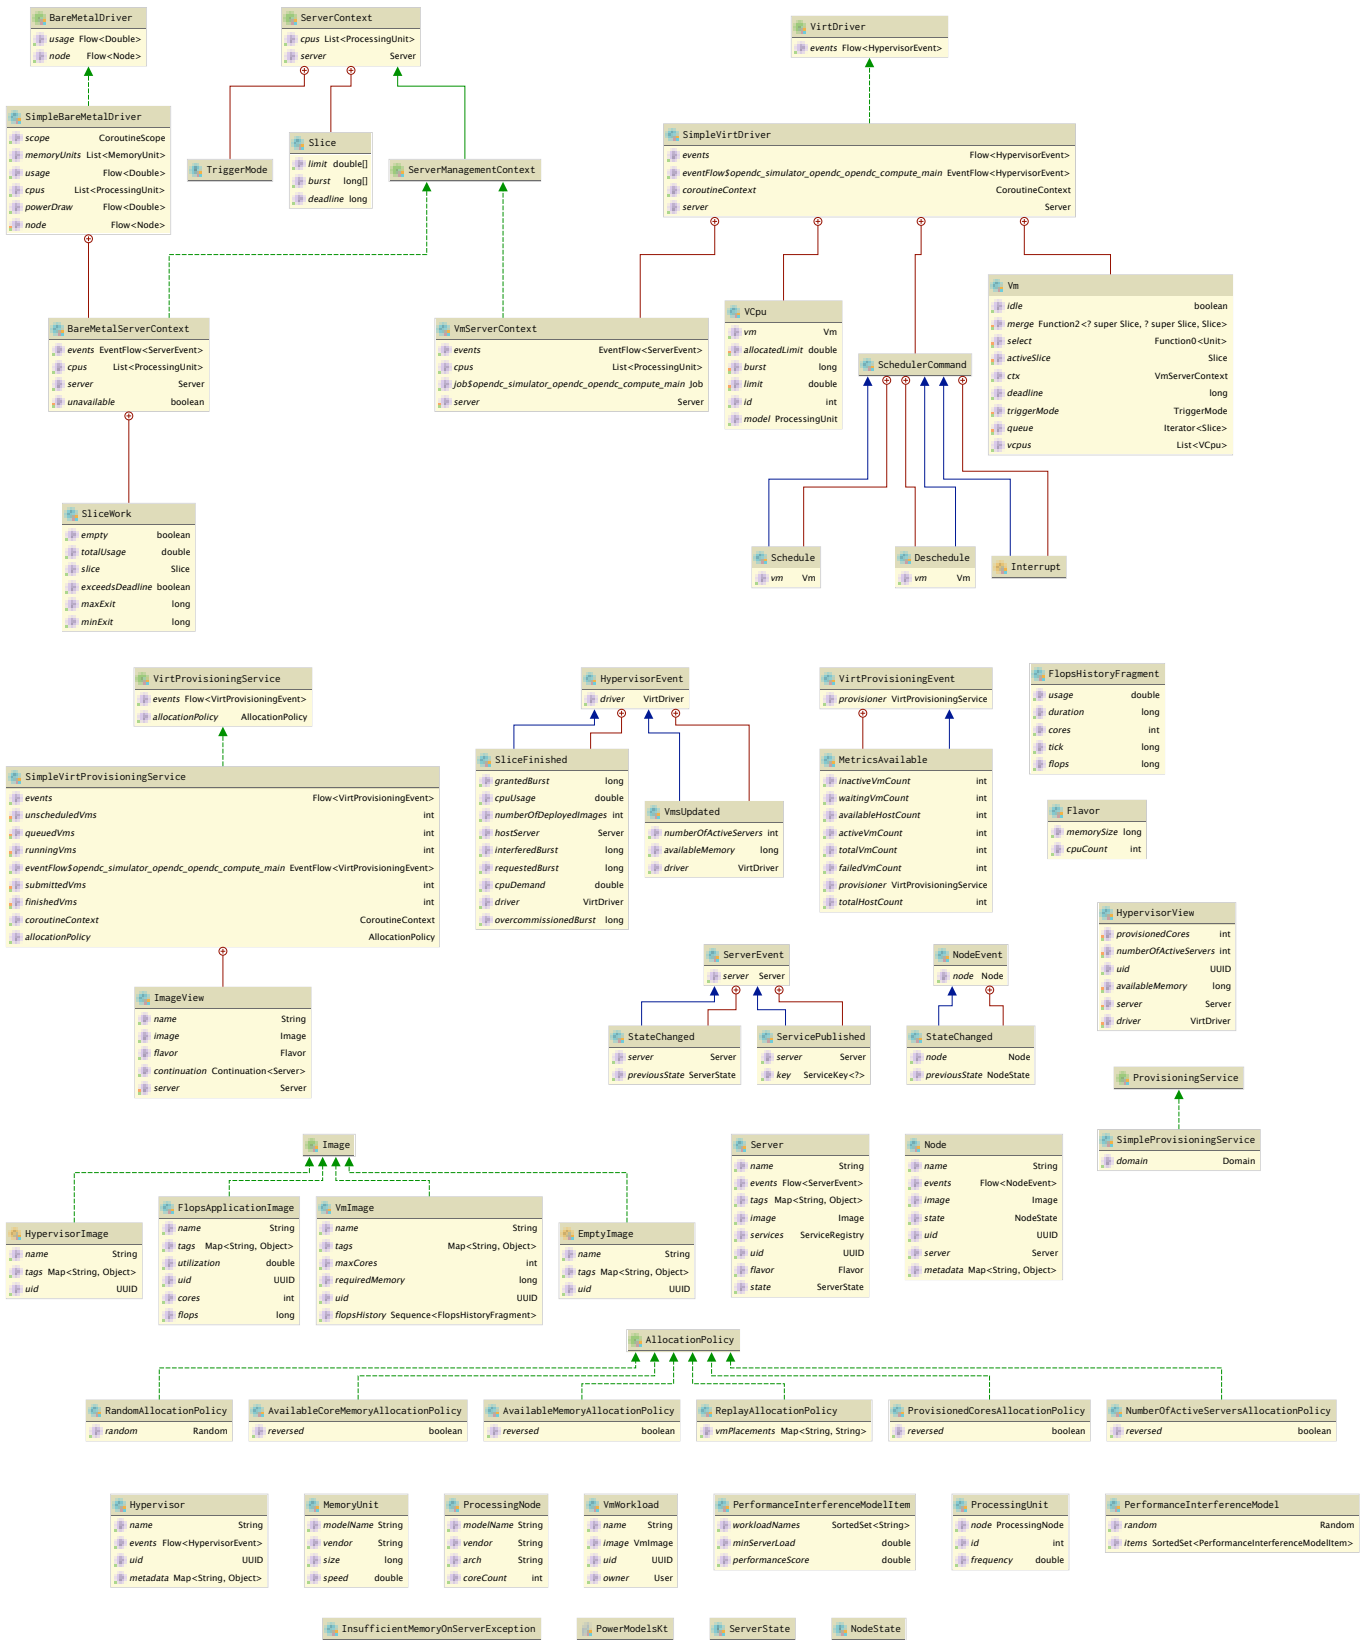 BareMetalDriver
usage Flow<Double>
node Flow<Node>
ServerContext
cpus List<ProcessingUnit>
server Server
VirtDriver
events Flow<HypervisorEvent>
SimpleBareMetalDriver
scope CoroutineScope
memoryUnits List<MemoryUnit>
usage Flow<Double>
cpus List<ProcessingUnit>
powerDraw Flow<Double>
node Flow<Node>
TriggerMode
Slice
limit double[]
burst long[]
deadline long
ServerManagementContext
SimpleVirtDriver
events Flow<HypervisorEvent>
eventFlow$opendc_simulator_opendc_opendc_compute_main EventFlow<HypervisorEvent>
coroutineContext CoroutineContext
server Server
BareMetalServerContext
events EventFlow<ServerEvent>
cpus List<ProcessingUnit>
server Server
unavailable boolean
VmServerContext
events EventFlow<ServerEvent>
cpus List<ProcessingUnit>
job$opendc_simulator_opendc_opendc_compute_main Job
server Server
VCpu
vm Vm
allocatedLimit double
burst long
limit double
id int
model ProcessingUnit
SchedulerCommand
Vm
idle boolean
merge Function2<? super Slice, ? super Slice, Slice>
select Function0<Unit>
activeSlice Slice
ctx VmServerContext
deadline long
triggerMode TriggerMode
queue Iterator<Slice>
vcpus List<VCpu>
SliceWork
empty boolean
totalUsage double
slice Slice
exceedsDeadline boolean
maxExit long
minExit long
Schedule
vm Vm
Deschedule
vm Vm
Interrupt
VirtProvisioningService
events Flow<VirtProvisioningEvent>
allocationPolicy AllocationPolicy
HypervisorEvent
driver VirtDriver
VirtProvisioningEvent
provisioner VirtProvisioningService
FlopsHistoryFragment
usage double
duration long
cores int
tick long
flops long
SimpleVirtProvisioningService
events Flow<VirtProvisioningEvent>
unscheduledVms int
queuedVms int
runningVms int
eventFlow$opendc_simulator_opendc_opendc_compute_main EventFlow<VirtProvisioningEvent>
submittedVms int
finishedVms int
coroutineContext CoroutineContext
allocationPolicy AllocationPolicy
SliceFinished
grantedBurst long
cpuUsage double
numberOfDeployedImages int
hostServer Server
interferedBurst long
requestedBurst long
cpuDemand double
driver VirtDriver
overcommissionedBurst long
VmsUpdated
numberOfActiveServers int
availableMemory long
driver VirtDriver
MetricsAvailable
inactiveVmCount int
waitingVmCount int
availableHostCount int
activeVmCount int
totalVmCount int
failedVmCount int
provisioner VirtProvisioningService
totalHostCount int
Flavor
memorySize long
cpuCount int
HypervisorView
provisionedCores int
numberOfActiveServers int
uid UUID
availableMemory long
server Server
driver VirtDriver
ImageView
name String
image Image
flavor Flavor
continuation Continuation<Server>
server Server
ServerEvent
server Server
NodeEvent
node Node
StateChanged
server Server
previousState ServerState
ServicePublished
server Server
key ServiceKey<?>
StateChanged
node Node
previousState NodeState
ProvisioningService
SimpleProvisioningService
domain Domain
Image
HypervisorImage
name String
tags Map<String, Object>
uid UUID
FlopsApplicationImage
name String
tags Map<String, Object>
utilization double
uid UUID
cores int
flops long
VmImage
name String
tags Map<String, Object>
maxCores int
requiredMemory long
uid UUID
flopsHistory Sequence<FlopsHistoryFragment>
EmptyImage
name String
tags Map<String, Object>
uid UUID
Server
name String
events Flow<ServerEvent>
tags Map<String, Object>
image Image
services ServiceRegistry
uid UUID
flavor Flavor
state ServerState
Node
name String
events Flow<NodeEvent>
image Image
state NodeState
uid UUID
server Server
metadata Map<String, Object>
AllocationPolicy
RandomAllocationPolicy
random Random
AvailableCoreMemoryAllocationPolicy
reversed boolean
AvailableMemoryAllocationPolicy
reversed boolean
ReplayAllocationPolicy
vmPlacements Map<String, String>
ProvisionedCoresAllocationPolicy
reversed boolean
NumberOfActiveServersAllocationPolicy
reversed boolean
Hypervisor
name String
events Flow<HypervisorEvent>
uid UUID
metadata Map<String, Object>
MemoryUnit
modelName String
vendor String
size long
speed double
ProcessingNode
modelName String
vendor String
arch String
coreCount int
VmWorkload
name String
image VmImage
uid UUID
owner User
PerformanceInterferenceModelItem
workloadNames SortedSet<String>
minServerLoad double
performanceScore double
ProcessingUnit
node ProcessingNode
id int
frequency double
PerformanceInterferenceModel
random Random
items SortedSet<PerformanceInterferenceModelItem>
InsufficientMemoryOnServerException
PowerModelsKt
ServerState
NodeState